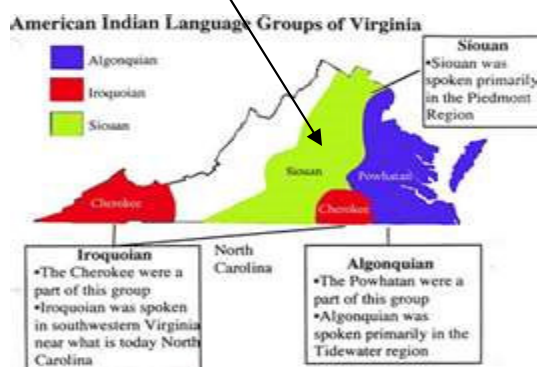 American Indian Language Groups of Virginia
Algonquian
Iroquoian
Siouan
Siouan
•Siouan was
spoken primarily
in the Piedmont
Region
Siouan
Powhatan
Cherokee
Cherokee
North
Carolina
Iroquoian
•The Cherokee were a
part of this group
•Iroquoian was spoken
in southwestern Virginia
near what is today North
Carolina
Algonquian
•The Powhatan were a
part of this group
•Algonquian was
spoken primarily in the
Tidewater region